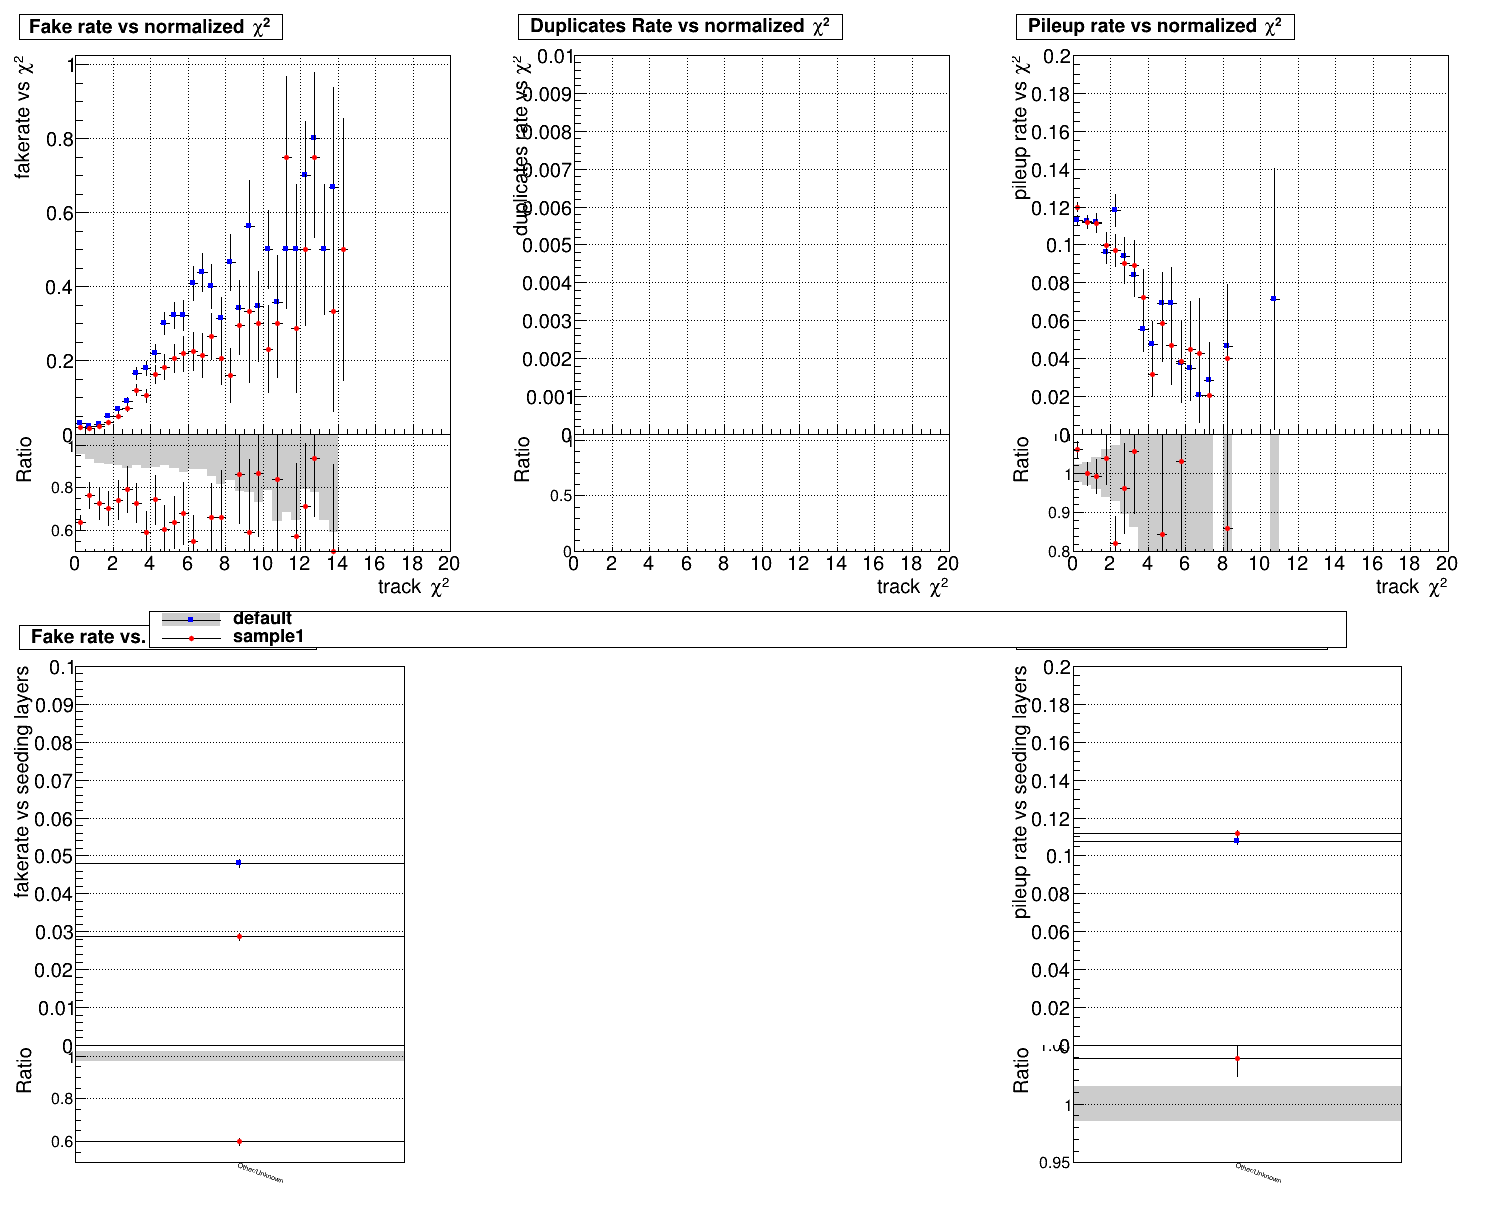 Fake rate vs normalized χ²
Duplicates Rate vs normalized χ²
Pileup rate vs normalized χ²
fakerate vs χ²
1
0.8
0.6
0.4
0.2
0
Ratio
1
0.8
0.6
0 2 4 6 8 10 12 14 16 18 20
track χ²
duplicates rate vs χ²
0.01
0.009
0.008
0.007
0.006
0.005
0.004
0.003
0.002
0.001
0
Ratio
1
0.5
0
0 2 4 6 8 10 12 14 16 18 20
track χ²
pileup rate vs χ²
0.2
0.18
0.16
0.14
0.12
0.1
0.08
0.06
0.04
0.02
0
Ratio
1
0.9
0.8
0 2 4 6 8 10 12 14 16 18 20
track χ²
Fake rate vs.
default
sample1
fakerate vs seeding layers
0.1
0.09
0.08
0.07
0.06
0.05
0.04
0.03
0.02
0.01
0
Ratio
1
0.8
0.6
Other/Unknown
pileup rate vs seeding layers
0.2
0.18
0.16
0.14
0.12
0.1
0.08
0.06
0.04
0.02
0
Ratio
1
0.95
Other/Unknown